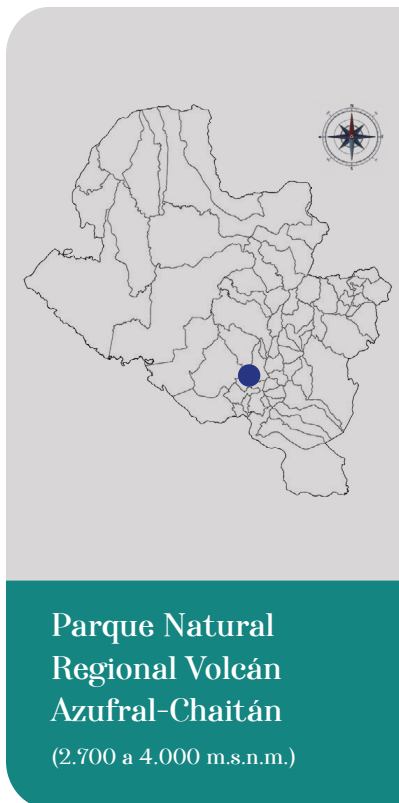 Parque Natural
Regional Volcán
Azufral-Chaitán
(2.700 a 4.000 m.s.n.m.)